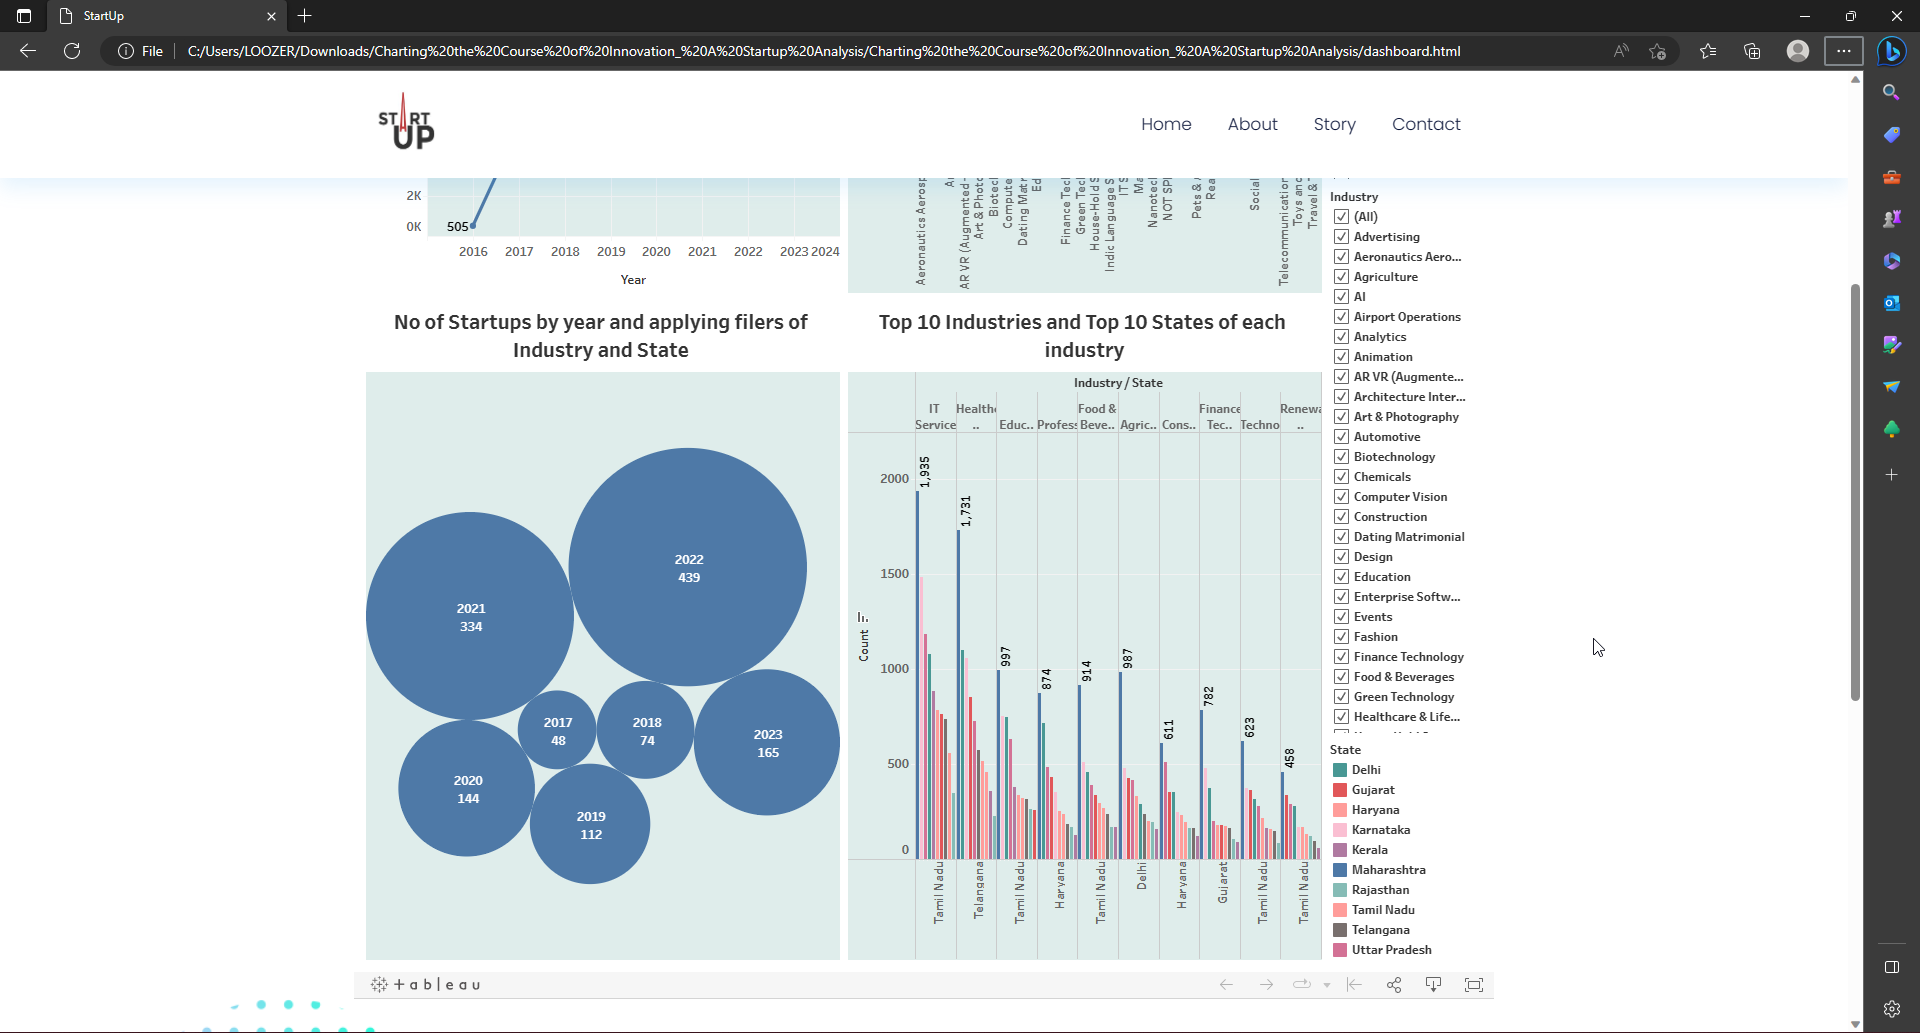 StartUp
File
C:/Users/LOOZER/Downloads/Charting%20the%20Course%20of%20Innovation_%20A%20Startup%20Analysis/Charting%20the%20Course%20of%20Innovation_%20A%20Startup%20Analysis/dashboard.html
START UP
Home
About
Story
Contact
2K
0K
505
2016 2017 2018 2019 2020 2021 2022 2023 2024
Year
Aeronautics Aerosp
AR VR (Augmented-
Art & Photo
Biotec
Compute
Dating Matr
Ed
Finance Tec
Green Tec
House-Hold S
Indic Language S
IT S
Ma
Nanotec
NOT SP
Pets &
Rea
Social
Telecommunication
Toys an
Travel &
No of Startups by year and applying filers of
Industry and State
2022
439
2021
334
2017
48
2018
74
2023
165
2020
144
2019
112
Top 10 Industries and Top 10 States of each
industry
Industry / State
IT Service
Healthc ..
Educ..
Profess
Food & Beve..
Agric..
Cons..
Finance Tec..
Techno
Renewa ..
Count
2000
1500
1000
500
0
1,935
1,731
997
874
914
987
611
782
623
458
Tamil Nadu
Telangana
Tamil Nadu
Haryana
Tamil Nadu
Delhi
Haryana
Gujarat
Tamil Nadu
Tamil Nadu
Industry
(All)
Advertising
Aeronautics Aero...
Agriculture
AI
Airport Operations
Analytics
Animation
AR VR (Augmente...
Architecture Inter...
Art & Photography
Automotive
Biotechnology
Chemicals
Computer Vision
Construction
Dating Matrimonial
Design
Education
Enterprise Softw...
Events
Fashion
Finance Technology
Food & Beverages
Green Technology
Healthcare & Life...
State
Delhi
Gujarat
Haryana
Karnataka
Kerala
Maharashtra
Rajasthan
Tamil Nadu
Telangana
Uttar Pradesh
+ableau